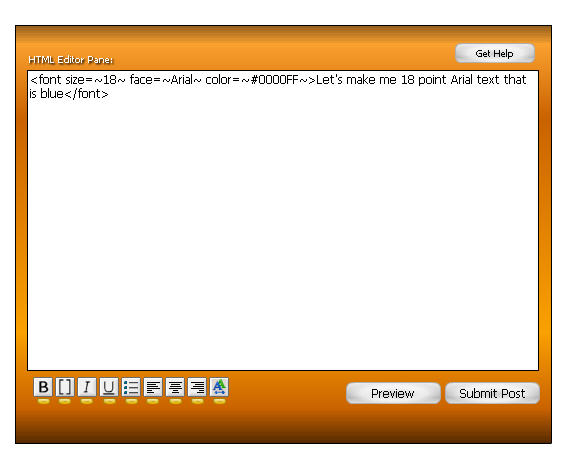 HTML Editor Pane:
Get Help
<font size=~18~ face=~Arial~ color=~#0000FF~>Let's make me 18 point Arial text that
is blue</font>
B [] I U A
Preview
Submit Post